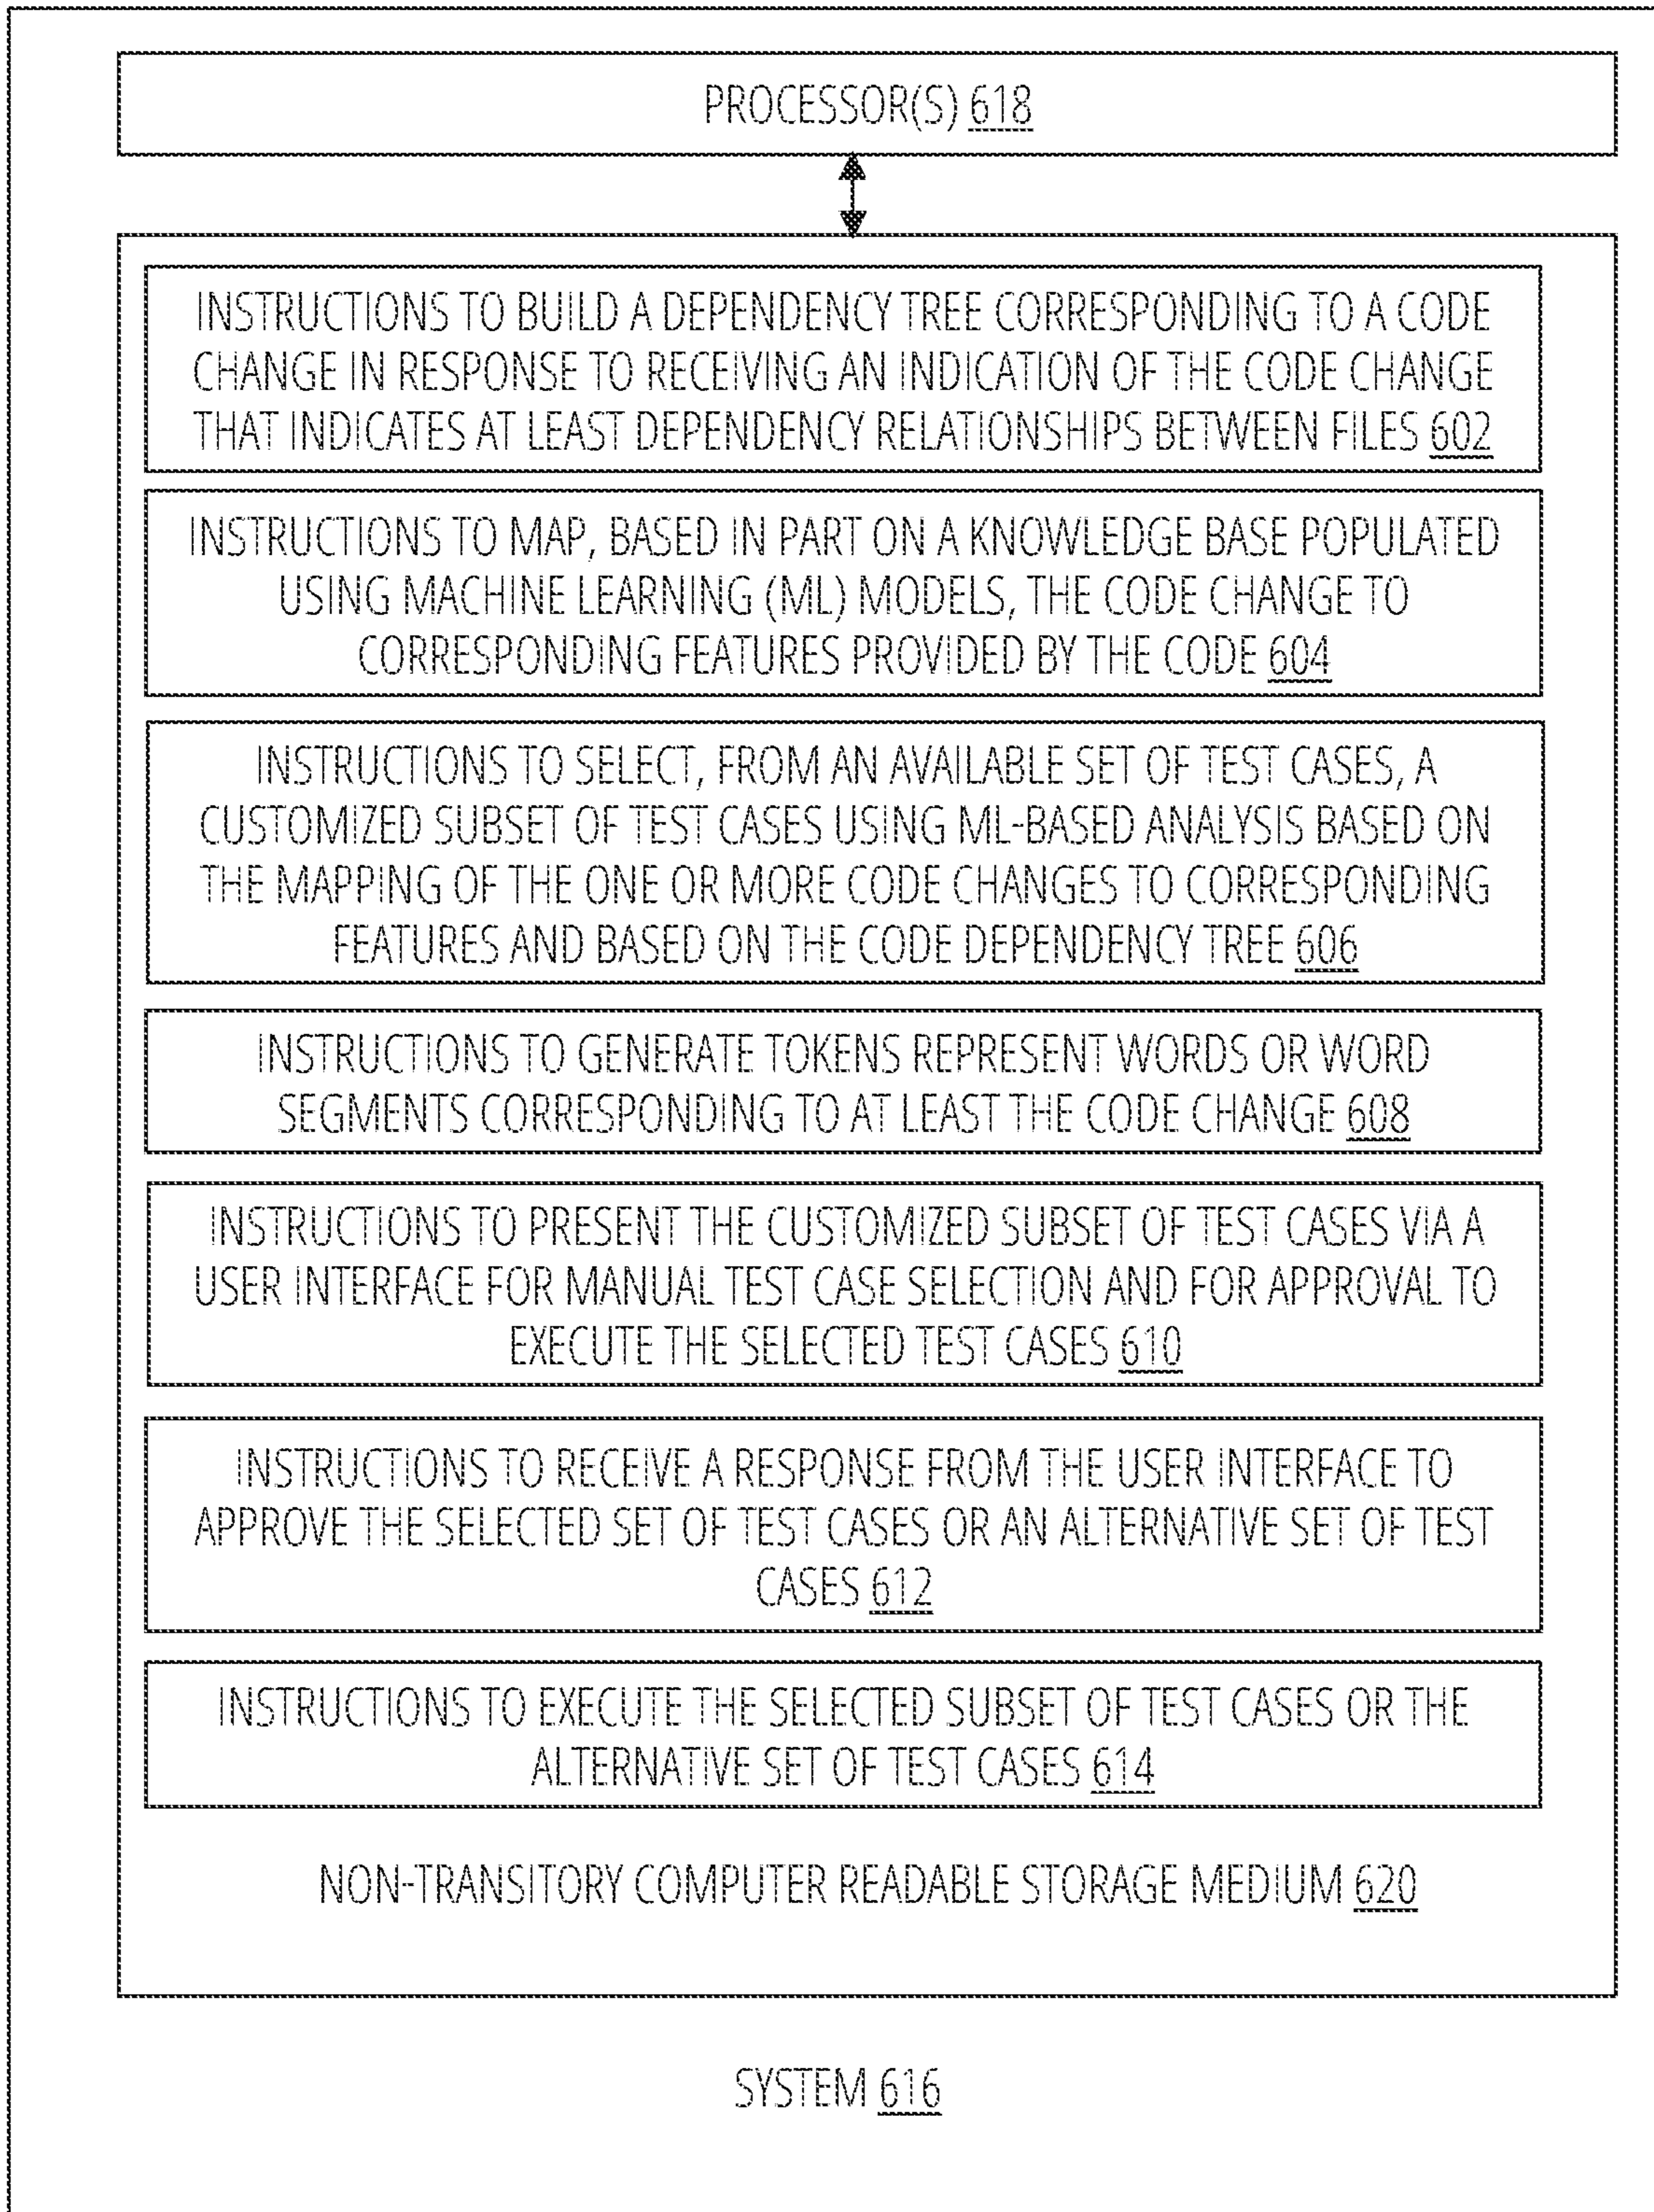 PROCESSOR(S) 618
INSTRUCTIONS TO BUILD A DEPENDENCY TREE CORRESPONDING TO A CODE
CHANGE IN RESPONSE TO RECEIVING AN INDICATION OF THE CODE CHANGE
THAT INDICATES AT LEAST DEPENDENCY RELATIONSHIPS BETWEEN FILES 602
INSTRUCTIONS TO MAP, BASED IN PART ON A KNOWLEDGE BASE POPULATED
USING MACHINE LEARNING (ML) MODELS, THE CODE CHANGE TO
CORRESPONDING FEATURES PROVIDED BY THE CODE 604
INSTRUCTIONS TO SELECT, FROM AN AVAILABLE SET OF TEST CASES, A
CUSTOMIZED SUBSET OF TEST CASES USING ML-BASED ANALYSIS BASED ON
THE MAPPING OF THE ONE OR MORE CODE CHANGES TO CORRESPONDING
FEATURES AND BASED ON THE CODE DEPENDENCY TREE 606
INSTRUCTIONS TO GENERATE TOKENS REPRESENT WORDS OR WORD
SEGMENTS CORRESPONDING TO AT LEAST THE CODE CHANGE 608
INSTRUCTIONS TO PRESENT THE CUSTOMIZED SUBSET OF TEST CASES VIA A
USER INTERFACE FOR MANUAL TEST CASE SELECTION AND FOR APPROVAL TO
EXECUTE THE SELECTED TEST CASES 610
INSTRUCTIONS TO RECEIVE A RESPONSE FROM THE USER INTERFACE TO
APPROVE THE SELECTED SET OF TEST CASES OR AN ALTERNATIVE SET OF TEST
CASES 612
INSTRUCTIONS TO EXECUTE THE SELECTED SUBSET OF TEST CASES OR THE
ALTERNATIVE SET OF TEST CASES 614
NON-TRANSITORY COMPUTER READABLE STORAGE MEDIUM 620
SYSTEM 616